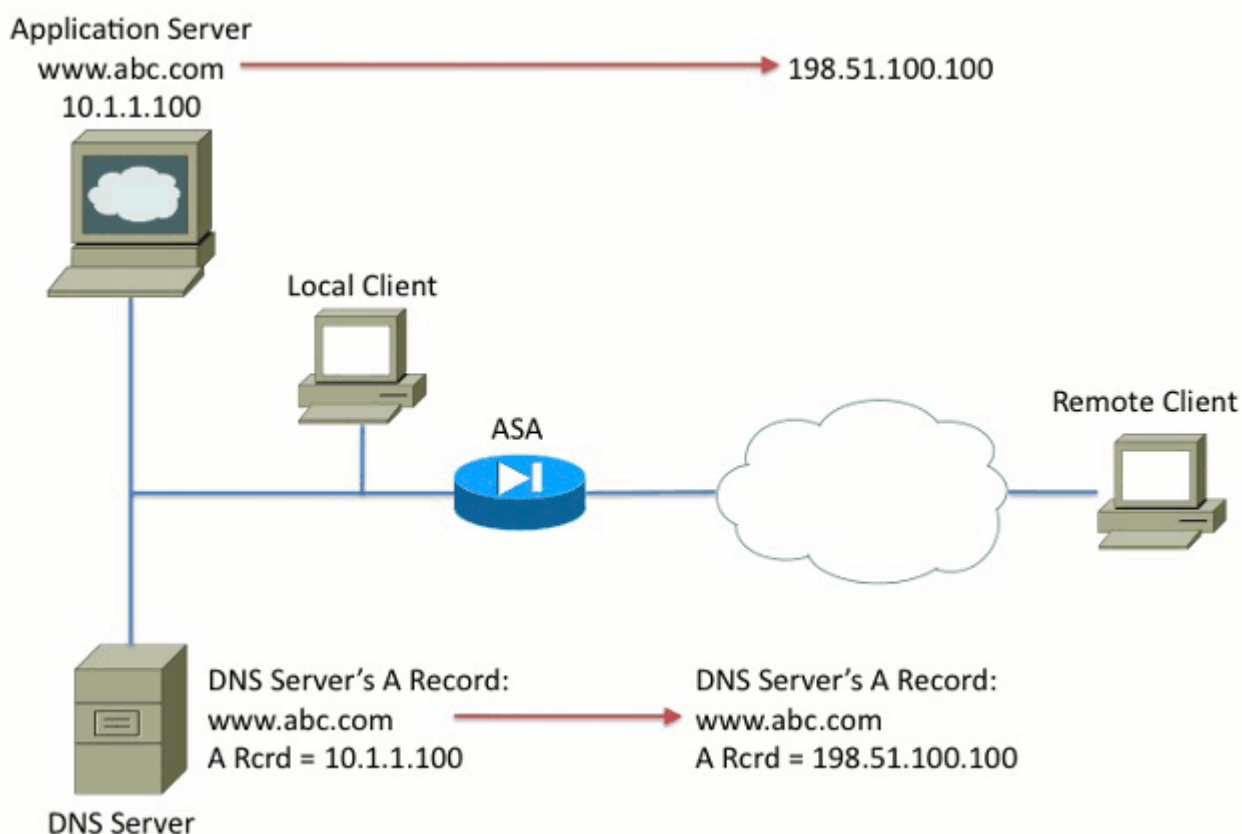 Application Server
www.abc.com
10.1.1.100
198.51.100.100
Local Client
ASA
Remote Client
DNS Server's A Record:
www.abc.com
A Rcrd = 10.1.1.100
DNS Server's A Record:
www.abc.com
A Rcrd = 198.51.100.100
DNS Server